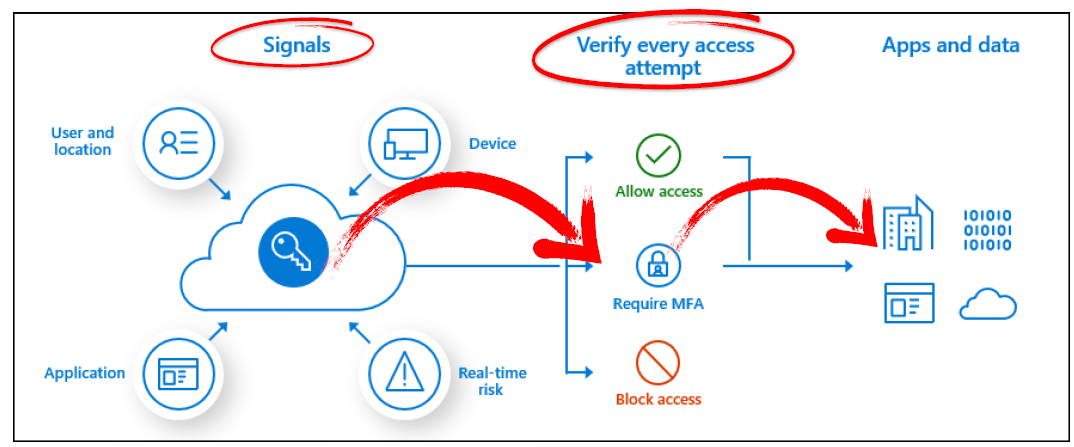 Signals
Verify every access
attempt
Apps and data
User and
location
Device
Allow access
101010
010101
101010
Require MFA
Application
Real-time
risk
Block access